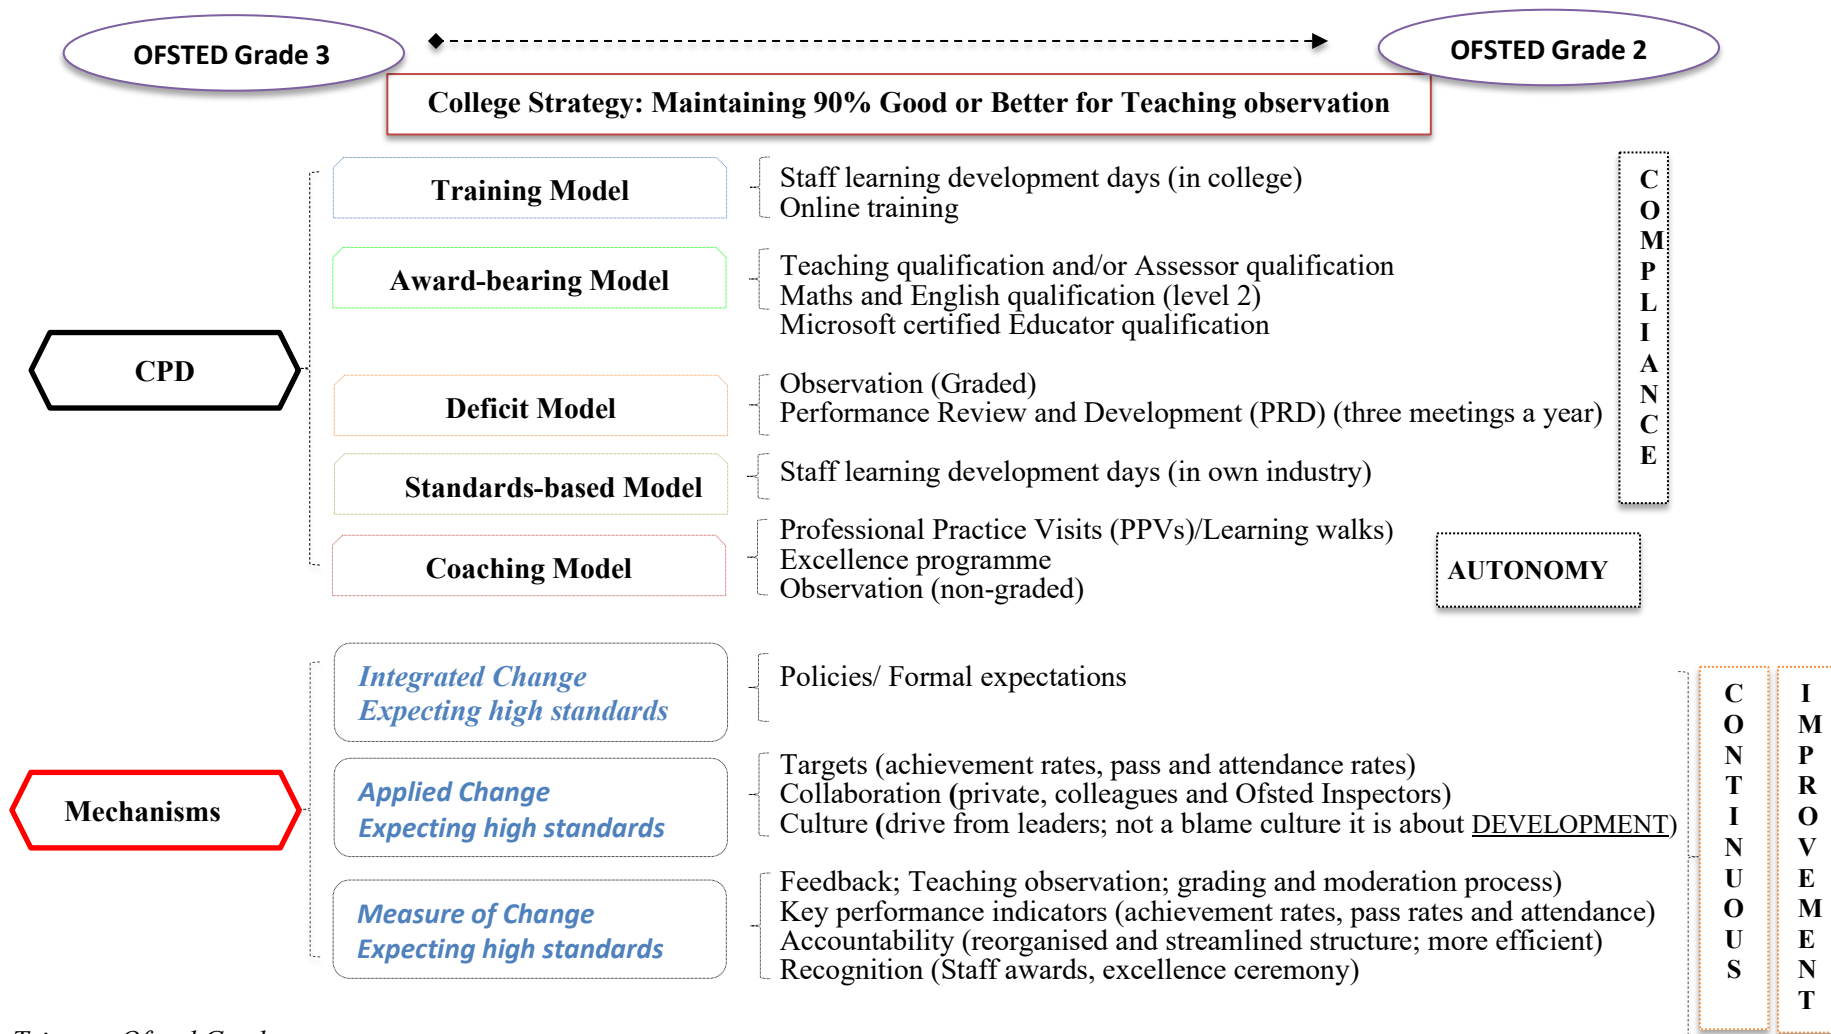 OFSTED Grade 3
OFSTED Grade 2
College Strategy: Maintaining 90% Good or Better for Teaching observation
CPD
Training Model
Staff learning development days (in college)
Online training
Award-bearing Model
Teaching qualification and/or Assessor qualification
Maths and English qualification (level 2)
Microsoft certified Educator qualification
Deficit Model
Observation (Graded)
Performance Review and Development (PRD) (three meetings a year)
Standards-based Model
Staff learning development days (in own industry)
Coaching Model
Professional Practice Visits (PPVs)/Learning walks)
Excellence programme
Observation (non-graded)
COMPLIANCE
AUTONOMY
Mechanisms
Integrated Change
Expecting high standards
Policies/ Formal expectations
Applied Change
Expecting high standards
Targets (achievement rates, pass and attendance rates)
Collaboration (private, colleagues and Ofsted Inspectors)
Culture (drive from leaders; not a blame culture it is about DEVELOPMENT)
Measure of Change
Expecting high standards
Feedback; Teaching observation; grading and moderation process)
Key performance indicators (achievement rates, pass rates and attendance)
Accountability (reorganised and streamlined structure; more efficient)
Recognition (Staff awards, excellence ceremony)
CONTINUOUS
IMPROVEMENT